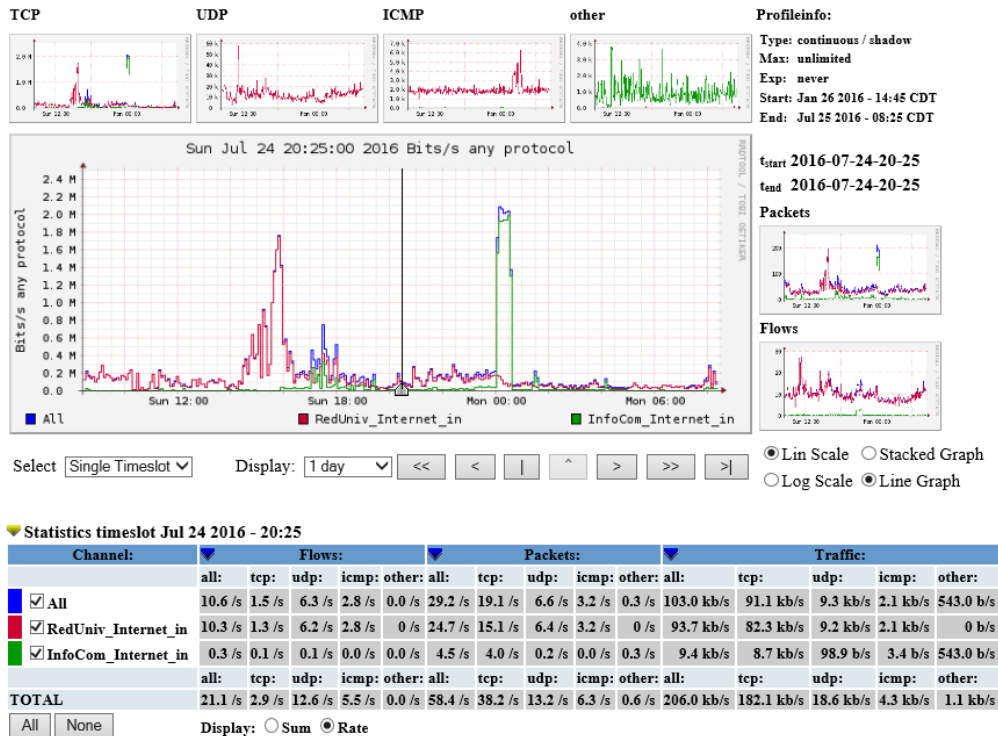 TCP UDP ICMP other Profileinfo:
Type: continuous / shadow
Max: unlimited
Exp: never
Start: Jan 26 2016 - 14:45 CDT
End: Jul 25 2016 - 08:25 CDT
Sun Jul 24 20:25:00 2016 Bits/s any protocol
RRDTOOL / TOBI OETIKER
Bits/s any protocol
2.4 M
2.2 M
2.0 M
1.8 M
1.6 M
1.4 M
1.2 M
1.0 M
0.8 M
0.6 M
0.4 M
0.2 M
0.0
Sun 12:00 Sun 18:00 Mon 00:00 Mon 06:00
All RedUniv_Internet_in InfoCom_Internet_in
tstart 2016-07-24-20-25
tend 2016-07-24-20-25
Packets
Flows
Select Single Timeslot Display: 1 day << < | ^ > >> >|
Lin Scale Stacked Graph
Log Scale Line Graph
Statistics timeslot Jul 24 2016 - 20:25
Channel: Flows: Packets: Traffic:
all: tcp: udp: icmp: other: all: tcp: udp: icmp: other: all: tcp: udp: icmp: other:
All 10.6 /s 1.5 /s 6.3 /s 2.8 /s 0.0 /s 29.2 /s 19.1 /s 6.6 /s 3.2 /s 0.3 /s 103.0 kb/s 91.1 kb/s 9.3 kb/s 2.1 kb/s 543.0 b/s
RedUniv_Internet_in 10.3 /s 1.3 /s 6.2 /s 2.8 /s 0 /s 24.7 /s 15.1 /s 6.4 /s 3.2 /s 0 /s 93.7 kb/s 82.3 kb/s 9.2 kb/s 2.1 kb/s 0 b/s
InfoCom_Internet_in 0.3 /s 0.1 /s 0.1 /s 0.0 /s 0.0 /s 4.5 /s 4.0 /s 0.2 /s 0.0 /s 0.3 /s 9.4 kb/s 8.7 kb/s 98.9 b/s 3.4 b/s 543.0 b/s
all: tcp: udp: icmp: other: all: tcp: udp: icmp: other: all: tcp: udp: icmp: other:
TOTAL 21.1 /s 2.9 /s 12.6 /s 5.5 /s 0.0 /s 58.4 /s 38.2 /s 13.2 /s 6.3 /s 0.6 /s 206.0 kb/s 182.1 kb/s 18.6 kb/s 4.3 kb/s 1.1 kb/s
All None Display: Sum Rate